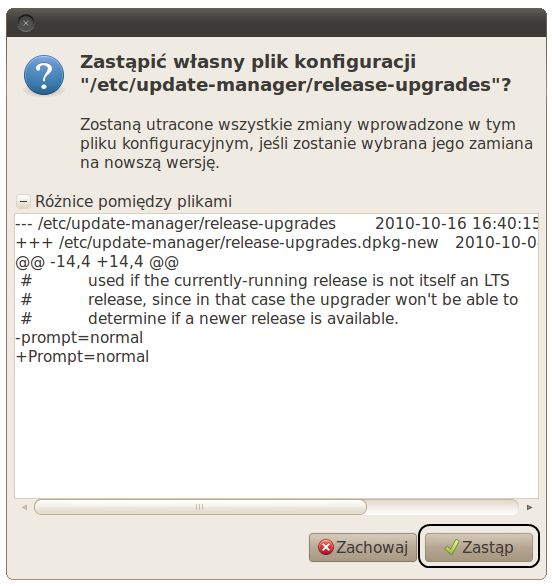 Zastąpić własny plik konfiguracji
"/etc/update-manager/release-upgrades"?
Zostaną utracone wszystkie zmiany wprowadzone w tym
pliku konfiguracyjnym, jeśli zostanie wybrana jego zamiana
na nowszą wersję.
Różnice pomiędzy plikami
--- /etc/update-manager/release-upgrades 2010-10-16 16:40:15
+++ /etc/update-manager/release-upgrades.dpkg-new 2010-10-0
@@ -14,4 +14,4 @@
# used if the currently-running release is not itself an LTS
# release, since in that case the upgrader won't be able to
# determine if a newer release is available.
-prompt=normal
+Prompt=normal
Zachowaj Zastąp